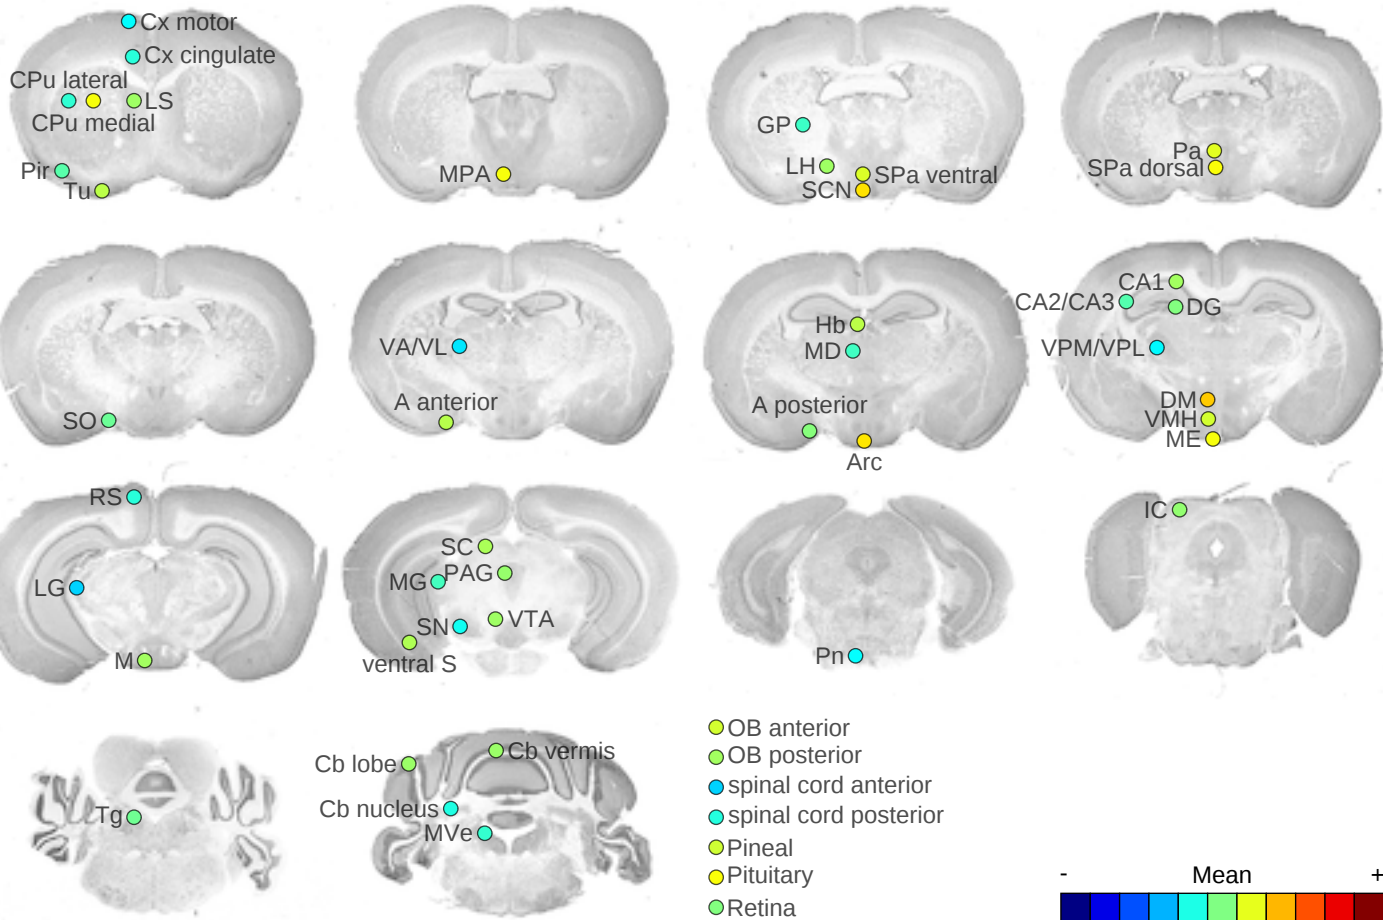 Cx motor
Cx cingulate
CPu lateral
LS
CPu medial
Pir
Tu
MPA
GP
LH
SPa ventral
SCN
Pa
SPa dorsal
SO
VA/VL
A anterior
Hb
MD
A posterior
Arc
CA1
CA2/CA3
DG
VPM/VPL
DM
VMH
ME
RS
LG
M
SC
MG
PAG
SN
VTA
ventral S
Pn
IC
Tg
Cb lobe
Cb vermis
Cb nucleus
MVe
OB anterior
OB posterior
spinal cord anterior
spinal cord posterior
Pineal
Pituitary
Retina
- Mean +